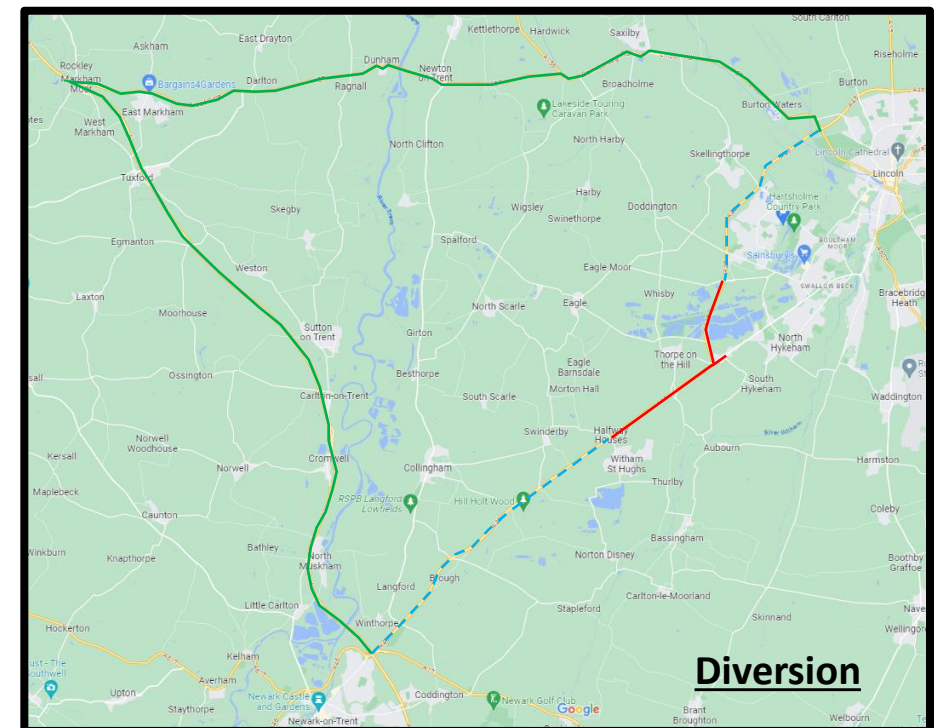 South Carlton
Kettlethorpe
Hardwick
Saxilby
East Drayton
Askham
Riseholme
Rockley
Dunham
Newton
on Trent
Markham
Moor
Bargains4Gardens
Darlton
Ragnall
Broadholme
Burton
East Markham
Lakeside Touring
Caravan Park
Burton Waters
West
Markham
North Clifton
North Harby
Skellingthorpe
Lincoln Cathedral
Lincoln
Tuxford
Harby
Hartsholme
Country Park
Skegby
Wigsley
Doddington
Swinethorpe
Egmanton
Spalford
BOULTHAM
MOOR
Sainsbury's
Weston
Eagle Moor
Laxton
Whisby
SWALLOW BECK
Bracebridg
Heath
Moorhouse
North Scarle
Eagle
Sutton
on Trent
Girton
North
Hykeham
Thorpe on
the Hill
Eagle
Barnsdale
Ossington
Besthorpe
South
Hykeham
Morton Hall
Carlton-on-Trent
South Scarle
Waddington
Swinderby
Halfway
Houses
River Witham
Norwell
Woodhouse
Aubourn
Kersall
Cromwell
Witham
St Hughs
Harmston
Norwell
Collingham
Thurlby
Maplebeck
RSPB Langford
Lowfields
Hill Holt Wood
Coleby
Caunton
Bassingham
Winkburn
Bathley
Knapthorpe
North
Muskham
Norton Disney
Boothby
Graffoe
Langford
Brough
Carlton-le-Moorland
Little Carlton
Stapleford
Nave
Winthorpe
Skinnand
Hockerton
Wellingor
Kelham
Averham
Upton
Newark Castle
and Gardens
Coddington
Newark Golf Club
Diversion
Staythorpe
Google
Brant
Broughton
Newark-on-Trent
Welbourn